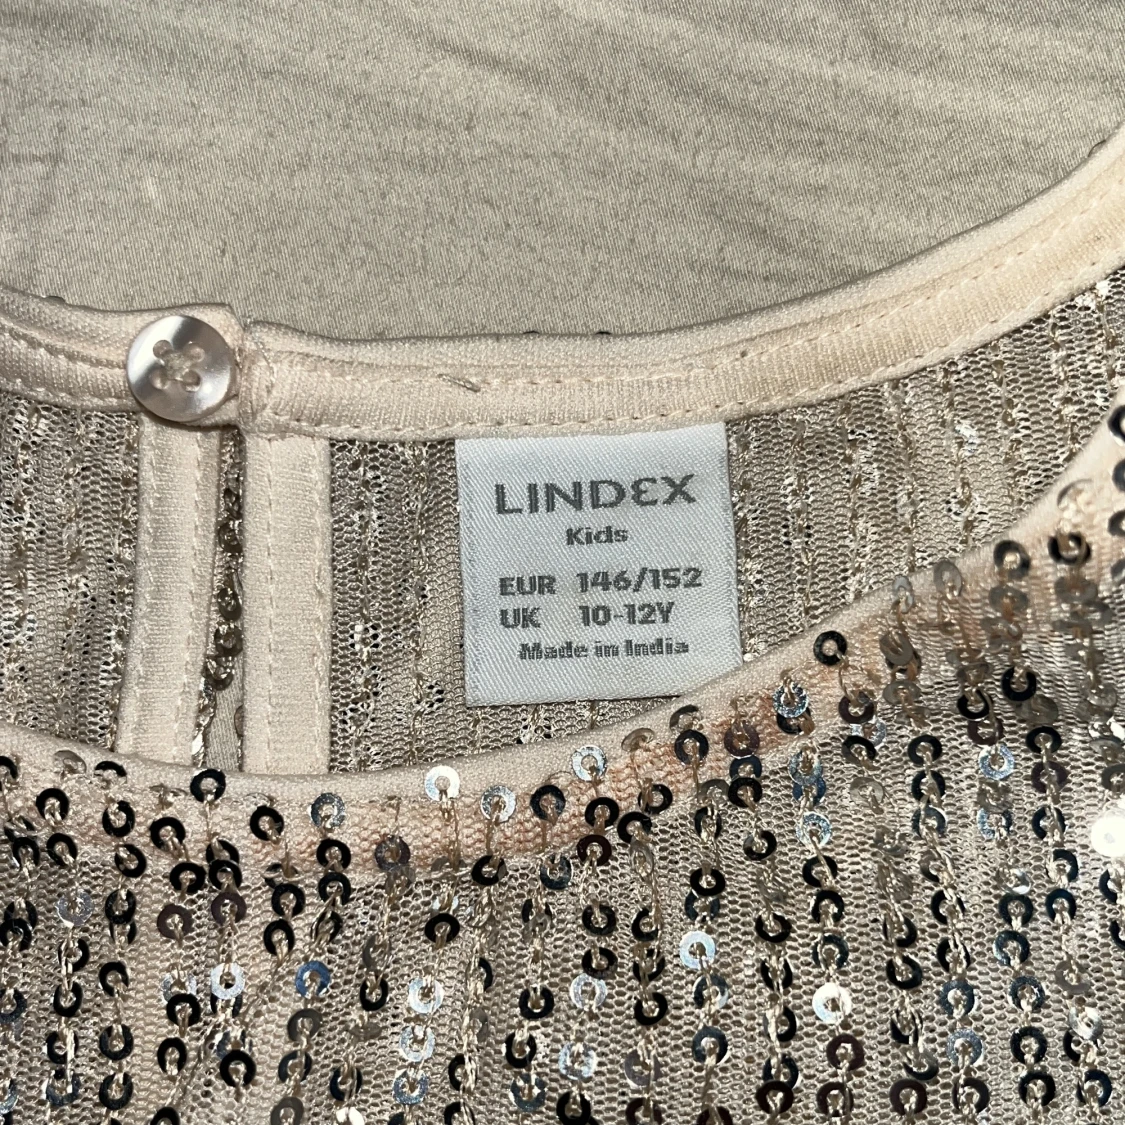 LINDEX
Kids
EUR 146/152
UK 10-12Y
Made in India